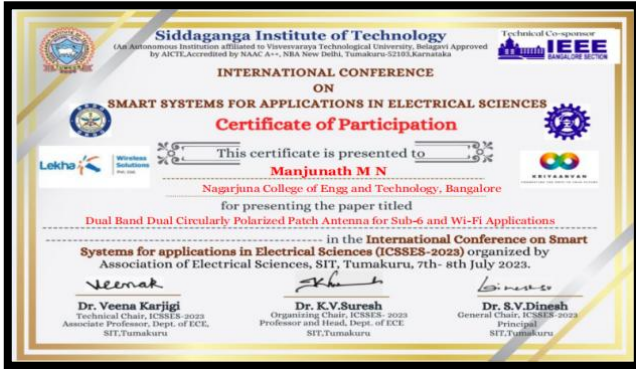 Siddaganga Institute of Technology
(An Autonomous Institution affiliated to Visvesvaraya Technological University, Belagavi Approved
by AICTE,Accredited by NAAC A++, NBA New Delhi, Tumakuru-52103,Karnataka
Technical Co-sponsor
IEEE
BANGALORE SECTION
INTERNATIONAL CONFERENCE
ON
SMART SYSTEMS FOR APPLICATIONS IN ELECTRICAL SCIENCES
Certificate of Participation
Lekha Wireless
Solutions
This certificate is presented to
KRIYAANVAN
Manjunath M N
Nagarjuna College of Engg and Technology, Bangalore
for presenting the paper titled
Dual Band Dual Circularly Polarized Patch Antenna for Sub-6 and Wi-Fi Applications
in the International Conference on Smart
Systems for applications in Electrical Sciences (ICSSES-2023) organized by
Association of Electrical Sciences, SIT, Tumakuru, 7th- 8th July 2023.
Veenak
Dr. Veena Karjigi
Technical Chair, ICSSES-2023
Associate Professor, Dept. of ECE,
SIT,Tumakuru
Dr. K.V.Suresh
Organising Chair, ICSSES- 2023
Professor and Head, Dept. of ECE
SIT,Tumakuru
Dr. S.V.Dinesh
General Chair, ICSSES-2023
Principal
SIT,Tumakuru